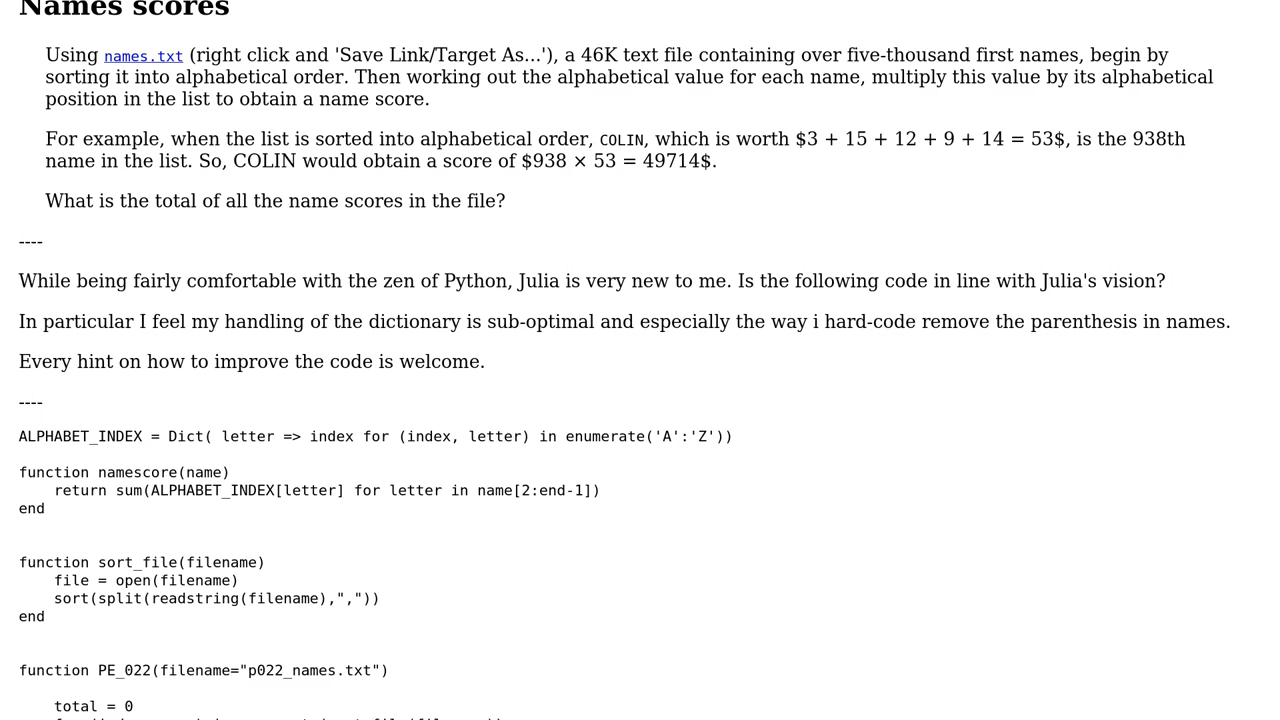 Names scores
Using names.txt (right click and 'Save Link/Target As...'), a 46K text file containing over five-thousand first names, begin by
sorting it into alphabetical order. Then working out the alphabetical value for each name, multiply this value by its alphabetical
position in the list to obtain a name score.
For example, when the list is sorted into alphabetical order, COLIN, which is worth $3 + 15 + 12 + 9 + 14 = 53$, is the 938th
name in the list. So, COLIN would obtain a score of $938 × 53 = 49714$.
What is the total of all the name scores in the file?
----
While being fairly comfortable with the zen of Python, Julia is very new to me. Is the following code in line with Julia's vision?
In particular I feel my handling of the dictionary is sub-optimal and especially the way i hard-code remove the parenthesis in names.
Every hint on how to improve the code is welcome.
----
ALPHABET_INDEX = Dict( letter => index for (index, letter) in enumerate('A':'Z'))
function namescore(name)
    return sum(ALPHABET_INDEX[letter] for letter in name[2:end-1])
end
function sort_file(filename)
    file = open(filename)
    sort(split(readstring(filename),","))
end
function PE_022(filename="p022_names.txt")
    total = 0